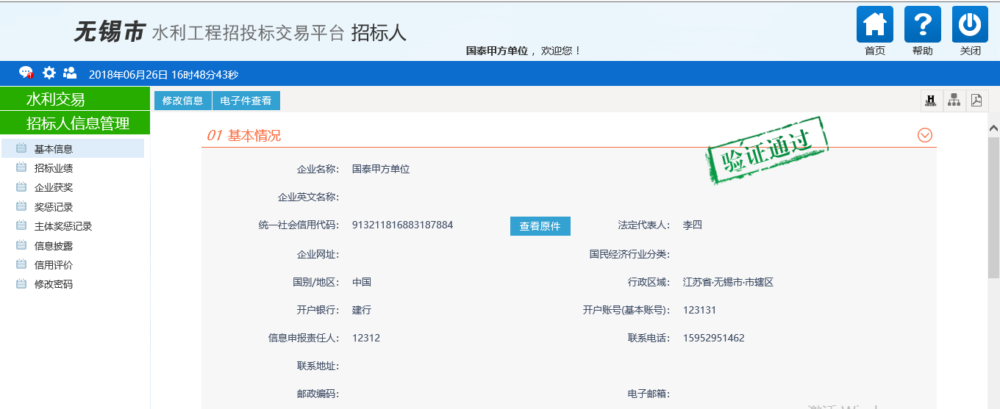 无锡市 水利工程招投标交易平台 招标人
国泰甲方单位 ，欢迎您！
首页 帮助 关闭
2018年06月26日 16时48分43秒
水利交易
招标人信息管理
基本信息
招标业绩
企业获奖
奖惩记录
主体奖惩记录
信息披露
信用评价
修改密码
修改信息 电子件查看
H
01 基本情况
验证通过
企业名称： 国泰甲方单位
企业英文名称：
统一社会信用代码： 913211816883187884 查看原件 法定代表人： 李四
企业网址： 国民经济行业分类：
国别/地区： 中国 行政区域： 江苏省·无锡市·市辖区
开户银行： 建行 开户账号(基本账号)： 123131
信息申报责任人： 12312 联系电话： 15952951462
联系地址：
邮政编码： 电子邮箱：